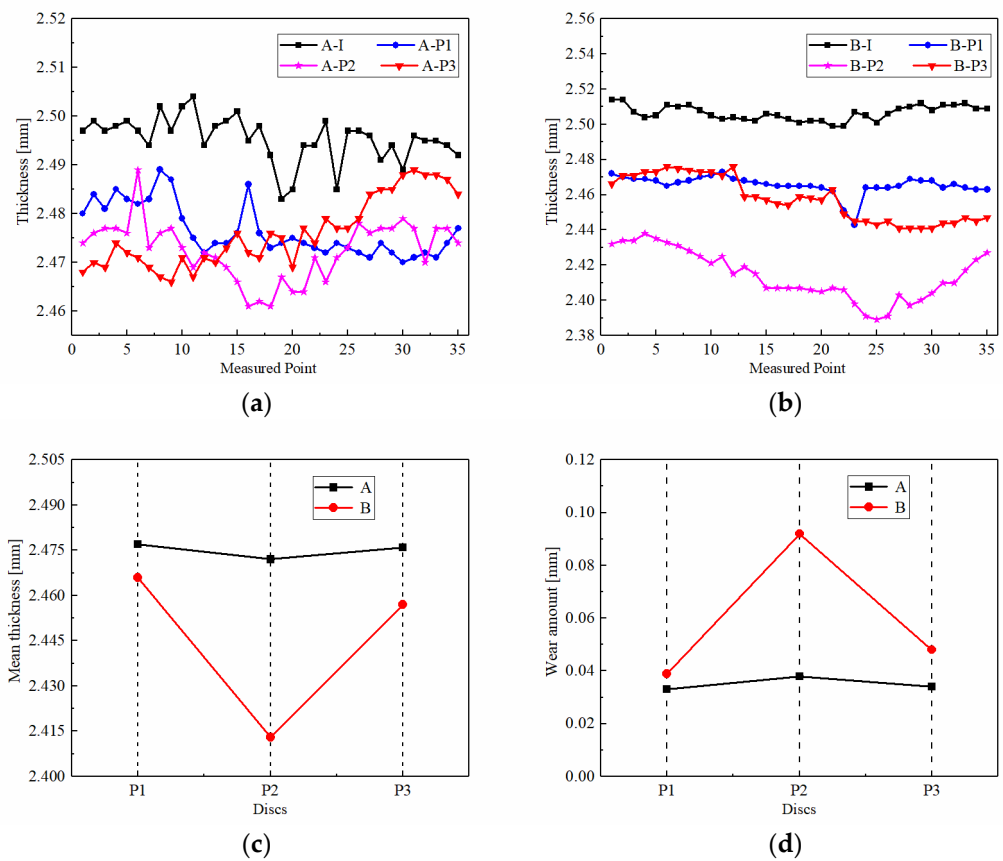 2.52
2.51
2.50
2.49
2.48
2.47
2.46
Thickness [mm]
A-I A-P1
A-P2 A-P3
0 5 10 15 20 25 30 35
Measured Point
(a)
2.56
2.54
2.52
2.50
2.48
2.46
2.44
2.42
2.40
2.38
Thickness [mm]
B-I B-P1
B-P2 B-P3
0 5 10 15 20 25 30 35
Measured Point
(b)
2.505
2.490
2.475
2.460
2.445
2.430
2.415
2.400
Mean thickness [mm]
A
B
P1 P2 P3
Discs
(c)
0.12
0.10
0.08
0.06
0.04
0.02
0.00
Wear amount [mm]
A
B
P1 P2 P3
Discs
(d)